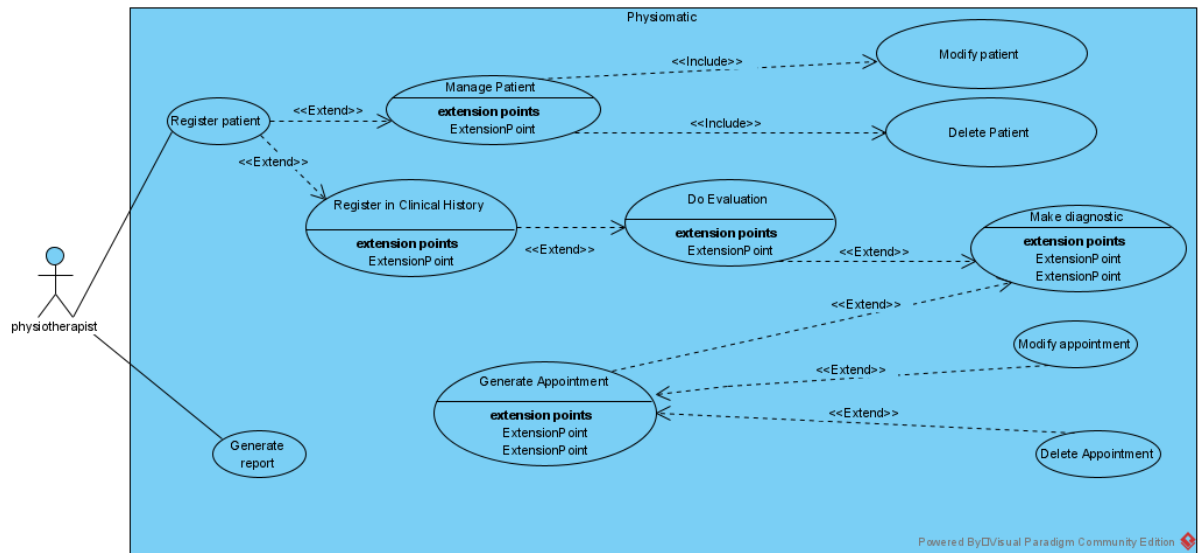 Physiomatic
Modify patient
<<Include>>
Manage Patient
extension points
ExtensionPoint
<<Extend>>
Register patient
<<Include>>
Delete Patient
<<Extend>>
Register in Clinical History
extension points
ExtensionPoint
<<Extend>>
Do Evaluation
extension points
ExtensionPoint
<<Extend>>
Make diagnostic
extension points
ExtensionPoint
ExtensionPoint
<<Extend>>
physiotherapist
Modify appointment
<<Extend>>
Generate Appointment
extension points
ExtensionPoint
ExtensionPoint
<<Extend>>
Generate
report
Delete Appointment
Powered By□Visual Paradigm Community Edition